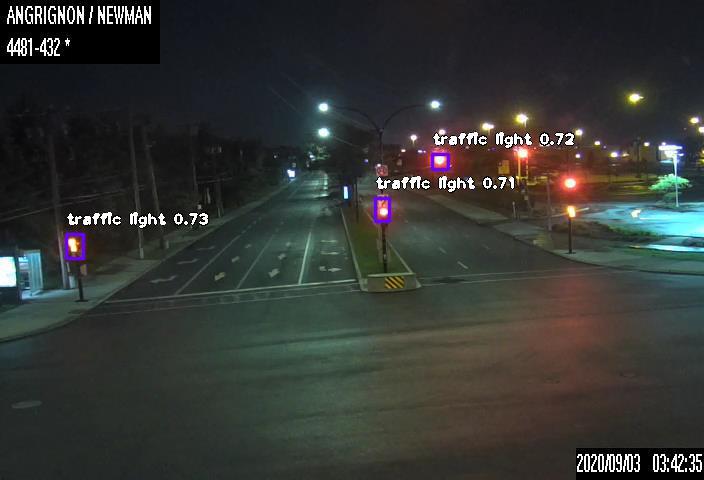 ANGRIGNON / NEWMAN
4481-432 *
traffic light 0.72
traffic light 0.71
traffic light 0.73
2020/09/03 03:42:35